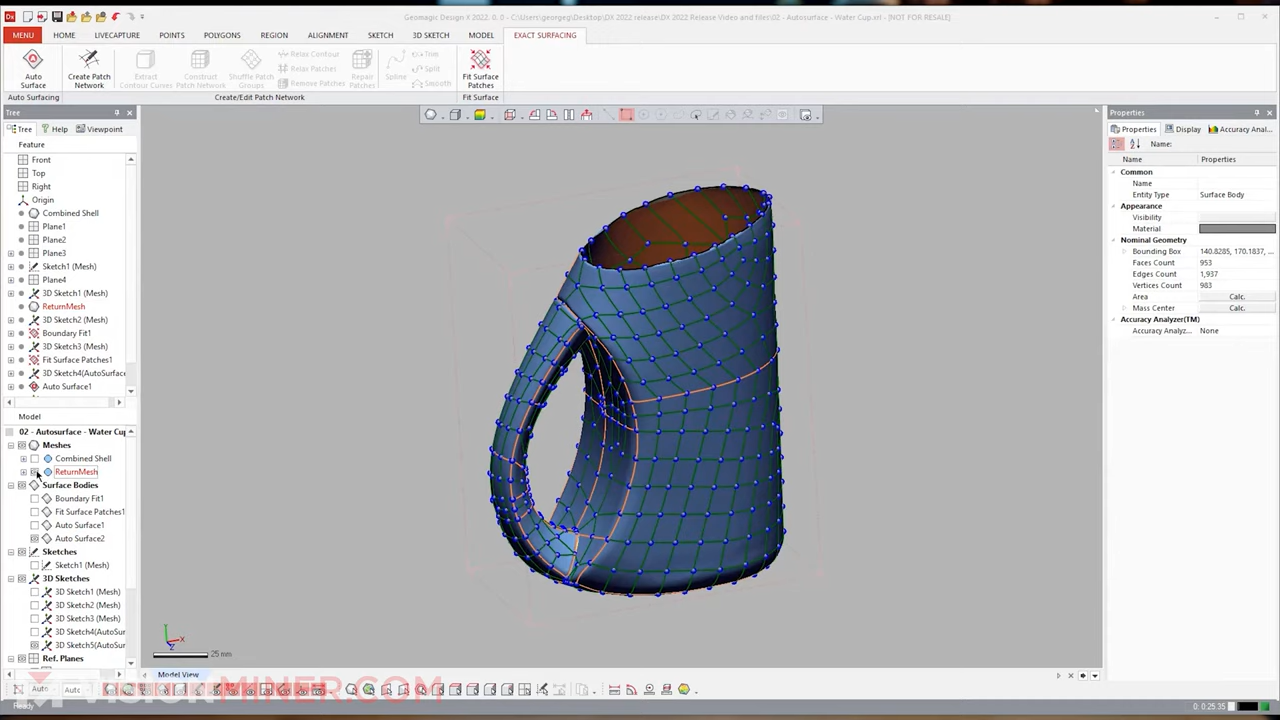 Geomagic Design X 2022. 0. 0 - C:\Users\georgeg\Desktop\DX 2022 release\DX 2022 Release Video and files\02 - Autosurface - Water Cup.xrl - [NOT FOR RESALE]
MENU HOME LIVECAPTURE POINTS POLYGONS REGION ALIGNMENT SKETCH 3D SKETCH MODEL EXACT SURFACING
Auto Surface
Create Patch Network
Extract Contour Curves
Construct Patch Network
Shuffle Patch Groups
Relax Contour
Relax Patches
Remove Patches
Repair Patches
Spline
Trim
Split
Smooth
Fit Surface Patches
Auto Surfacing
Create/Edit Patch Network
Fit Surface
Tree
Tree Help Viewpoint
Feature
Front
Top
Right
Origin
Combined Shell
Plane1
Plane2
Plane3
Sketch1 (Mesh)
Plane4
3D Sketch1 (Mesh)
ReturnMesh
3D Sketch2 (Mesh)
Boundary Fit1
3D Sketch3 (Mesh)
Fit Surface Patches1
3D Sketch4(AutoSurface
Auto Surface1
Model
02 - Autosurface - Water Cup
Meshes
Combined Shell
ReturnMesh
Surface Bodies
Boundary Fit1
Fit Surface Patches1
Auto Surface1
Auto Surface2
Sketches
Sketch1 (Mesh)
3D Sketches
3D Sketch1 (Mesh)
3D Sketch2 (Mesh)
3D Sketch3 (Mesh)
3D Sketch4(AutoSur
3D Sketch5(AutoSur
Ref. Planes
Y
X
Z
25 mm
Model View
Properties
Properties Display Accuracy Anal...
Name:
Name Properties
Common
Name
Entity Type Surface Body
Appearance
Visibility
Material
Nominal Geometry
Bounding Box 140.8285, 170.1837, ...
Faces Count 953
Edges Count 1,937
Vertices Count 983
Area Calc.
Mass Center Calc.
Accuracy Analyzer(TM)
Accuracy Analyz... None
Auto Auto
VISIONMINER.COM
Ready
0: 0:25.35